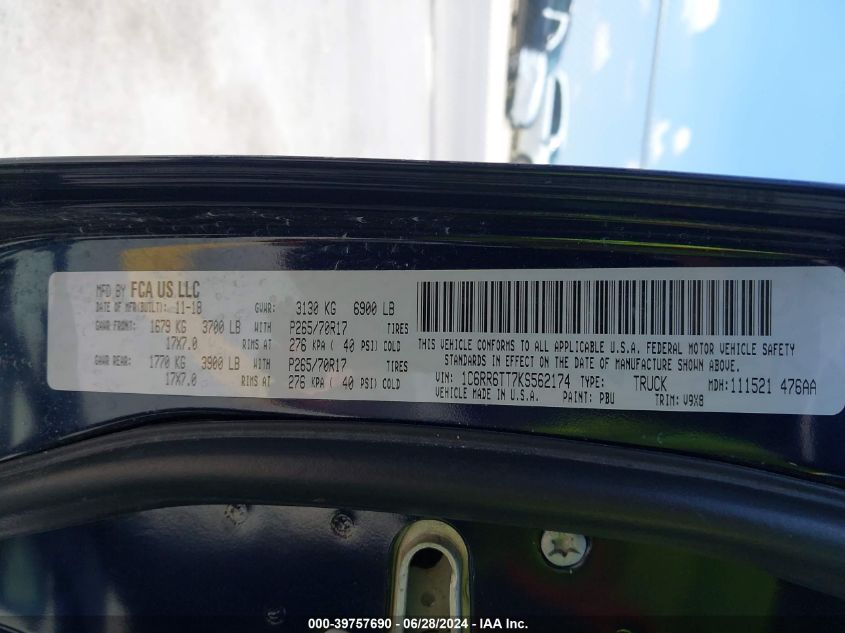 MFD BY FCA US LLC
DATE OF MFR(BUILT): 11-18 GVWR: 3130 KG 6900 LB
GAWR FRONT: 1679 KG 3700 LB WITH P265/70R17 TIRES
17X7.0 RIMS AT 276 KPA ( 40 PSI) COLD
GAWR REAR: 1770 KG 3900 LB WITH P265/70R17 TIRES
17X7.0 RIMS AT 276 KPA ( 40 PSI) COLD
THIS VEHICLE CONFORMS TO ALL APPLICABLE U.S.A. FEDERAL MOTOR VEHICLE SAFETY
STANDARDS IN EFFECT ON THE DATE OF MANUFACTURE SHOWN ABOVE.
VIN: 1C6RR6TT7KS562174 TYPE: TRUCK MDH:111521 476AA
VEHICLE MADE IN U.S.A. PAINT: PBU TRIM: V9X8
000-39757690 - 06/28/2024 - IAA Inc.